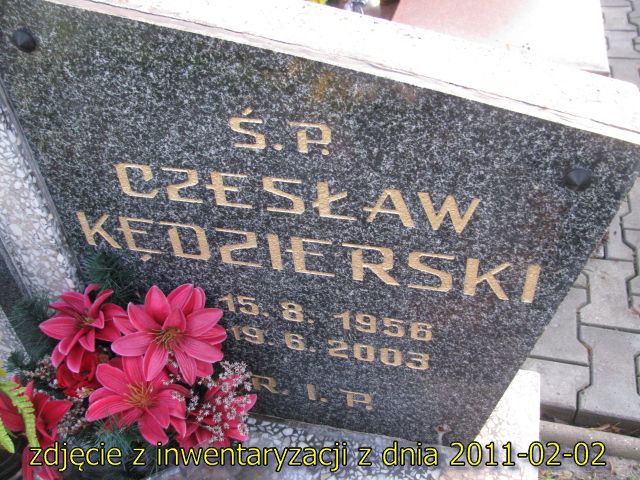 Ś.P.
CZESŁAW
KĘDZIERSKI
15. 8. 1956
19. 6. 2003
R. I. P.
zdjęcie z inwentaryzacji z dnia 2011-02-02